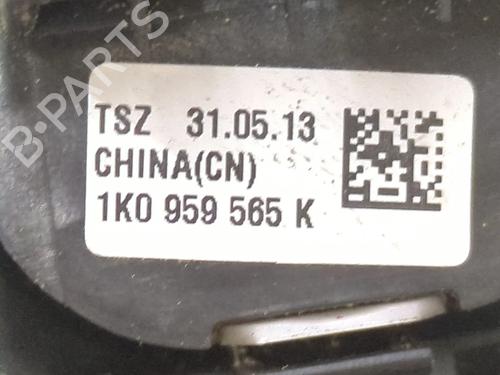 B-PARTS
TSZ 31.05.13
CHINA(CN)
1K0 959 565 K